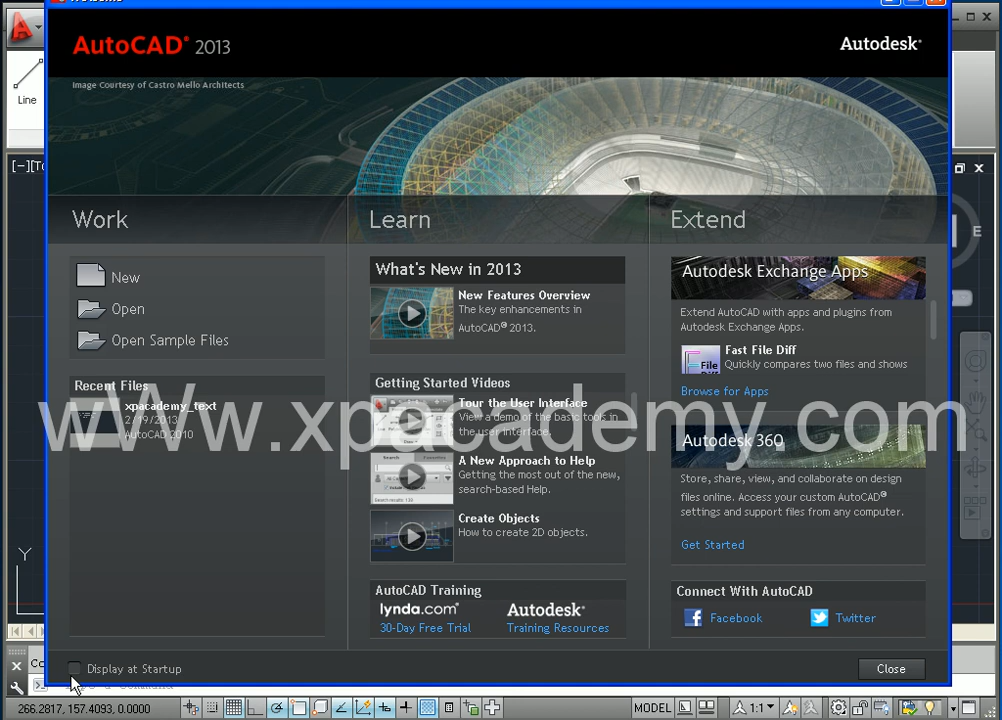 AutoCAD® 2013
Autodesk®
Image Courtesy of Castro Mello Architects
Line
Work
New
Open
Open Sample Files
Recent Files
xpacademy_text
2/19/2013
AutoCAD 2010
Learn
What's New in 2013
New Features Overview
The key enhancements in
AutoCAD® 2013.
Getting Started Videos
Tour the User Interface
View a demo of the basic tools in
the user interface.
A New Approach to Help
Getting the most out of the new,
search-based Help.
Create Objects
How to create 2D objects.
AutoCAD Training
lynda.com®
Autodesk®
30-Day Free Trial
Training Resources
Extend
Autodesk Exchange Apps
Extend AutoCAD with apps and plugins from
Autodesk Exchange Apps.
File
Fast File Diff
Quickly compares two files and shows
Browse for Apps
Autodesk 360
Store, share, view, and collaborate on design
files online. Access your custom AutoCAD®
settings and support files from any computer.
Get Started
Connect With AutoCAD
Facebook
Twitter
www.xpacademy.com
E
Y
Display at Startup
Close
266.2817, 157.4093, 0.0000
MODEL
1:1